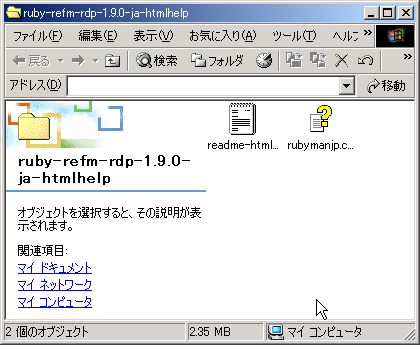 ruby-refm-rdp-1.9.0-ja-htmlhelp
ファイル(F) 編集(E) 表示(V) お気に入り(A) ツール(T) ヘルプ
戻る 検索 フォルダ
アドレス(D) 移動
ruby-refm-rdp-1.9.0-
ja-htmlhelp
readme-html... rubymanjp.c...
オブジェクトを選択すると、その説明が表
示されます。
関連項目:
マイ ドキュメント
マイ ネットワーク
マイ コンピュータ
2 個のオブジェクト 2.35 MB マイ コンピュータ